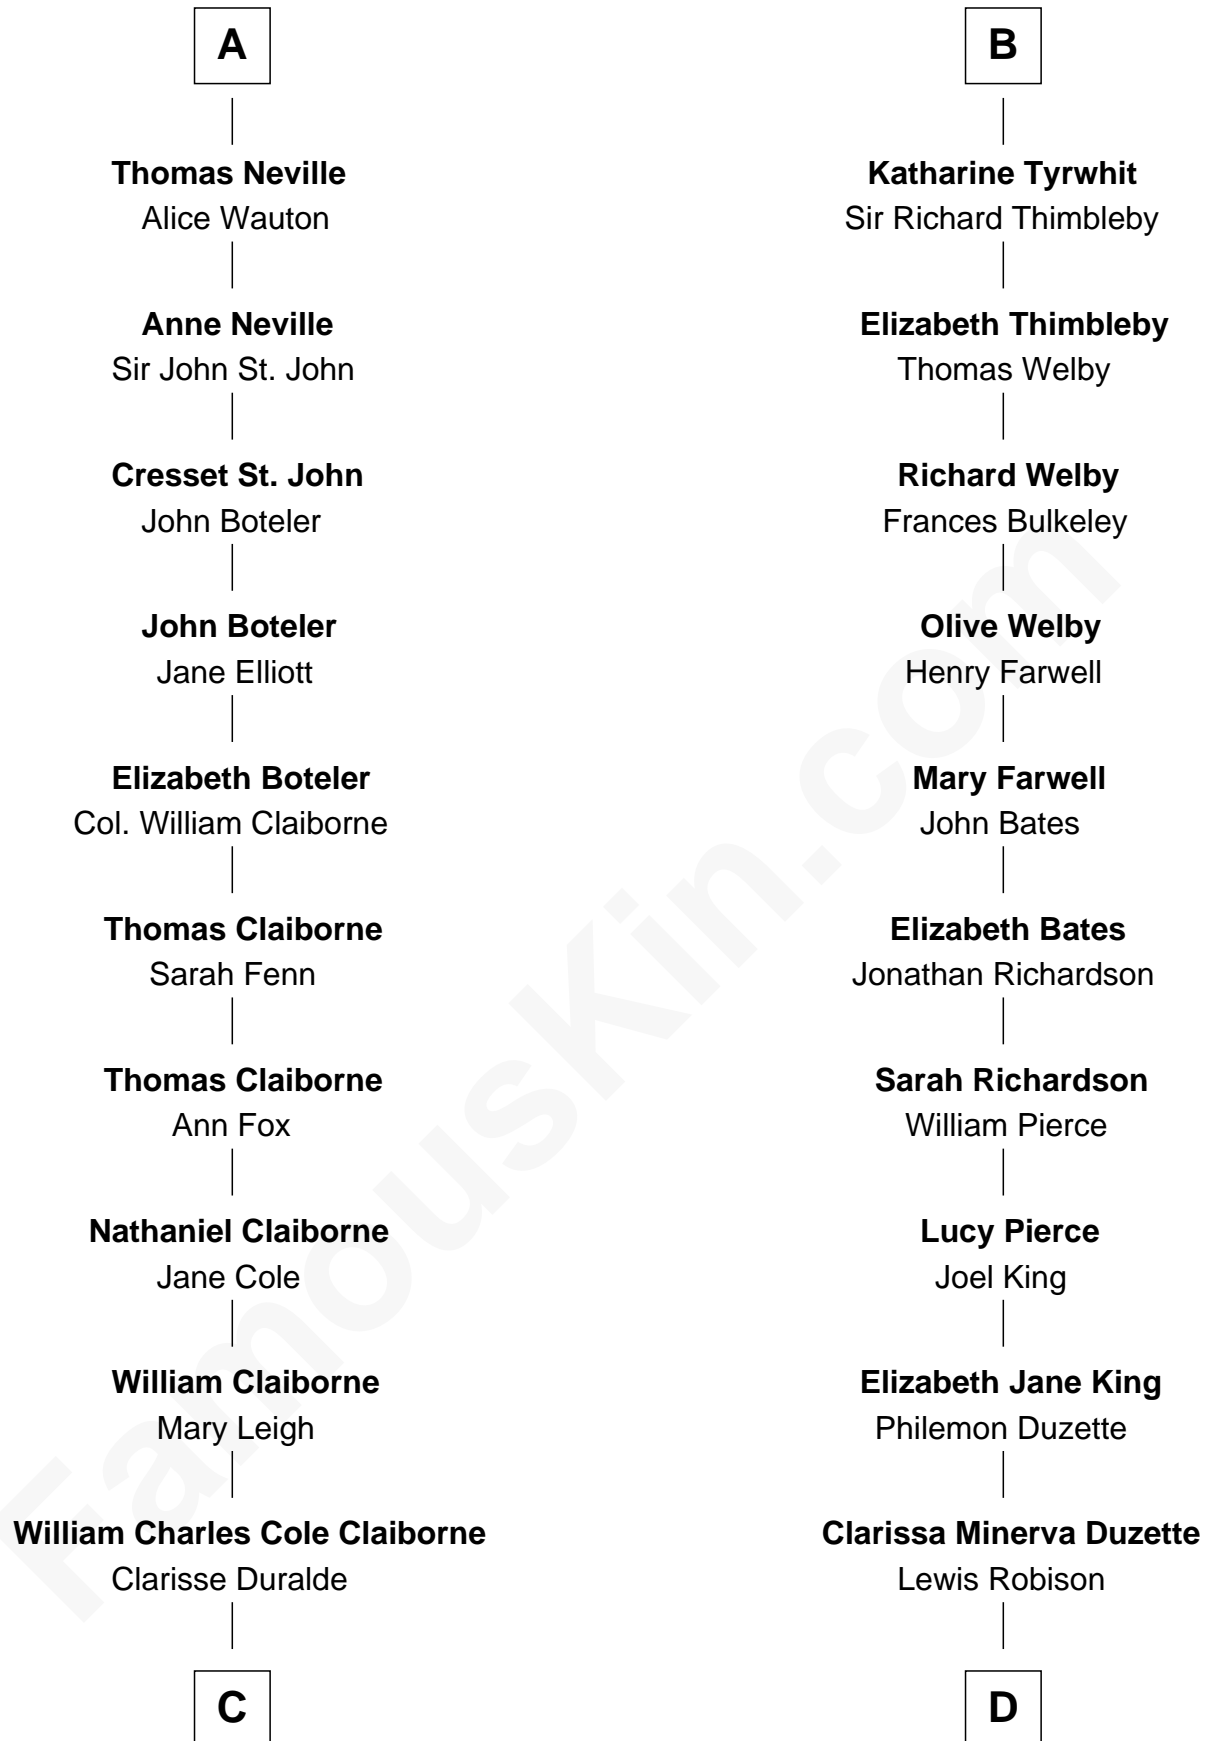 A
Thomas Neville
Alice Wauton
Anne Neville
Sir John St. John
Cresset St. John
John Boteler
John Boteler
Jane Elliott
Elizabeth Boteler
Col. William Claiborne
Thomas Claiborne
Sarah Fenn
Thomas Claiborne
Ann Fox
Nathaniel Claiborne
Jane Cole
William Claiborne
Mary Leigh
William Charles Cole Claiborne
Clarisse Duralde
C
B
Katharine Tyrwhit
Sir Richard Thimbleby
Elizabeth Thimbleby
Thomas Welby
Richard Welby
Frances Bulkeley
Olive Welby
Henry Farwell
Mary Farwell
John Bates
Elizabeth Bates
Jonathan Richardson
Sarah Richardson
William Pierce
Lucy Pierce
Joel King
Elizabeth Jane King
Philemon Duzette
Clarissa Minerva Duzette
Lewis Robison
D
FamousKin.com